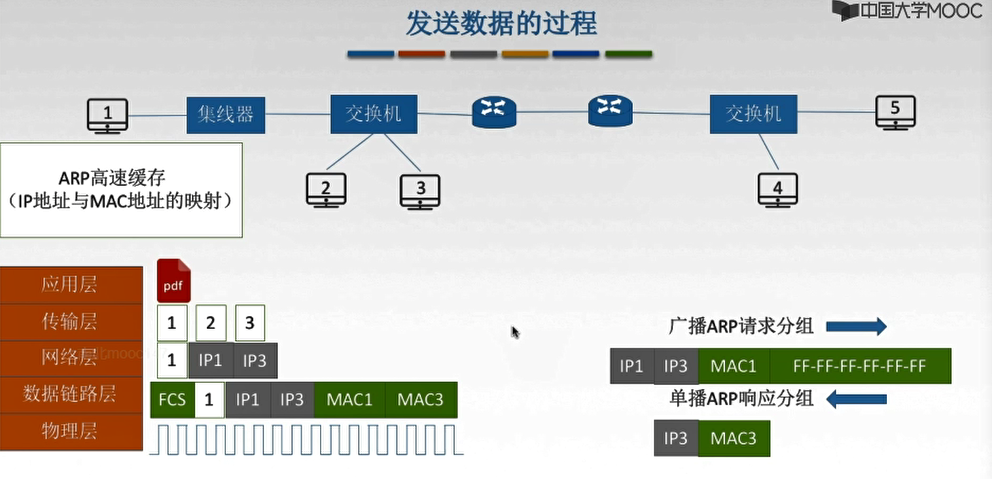 中国大学MOOC
发送数据的过程
1
集线器
交换机
交换机
5
2
3
4
ARP高速缓存
（IP地址与MAC地址的映射）
应用层
pdf
传输层
1 2 3
网络层
1 IP1 IP3
数据链路层
FCS 1 IP1 IP3 MAC1 MAC3
物理层
广播ARP请求分组
IP1 IP3 MAC1 FF-FF-FF-FF-FF-FF
单播ARP响应分组
IP3 MAC3